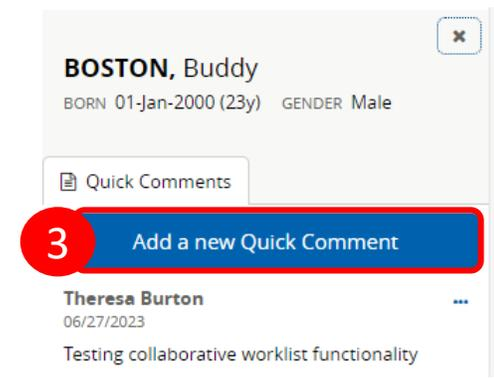 BOSTON, Buddy
BORN 01-Jan-2000 (23y) GENDER Male
Quick Comments
3 Add a new Quick Comment
Theresa Burton
06/27/2023
Testing collaborative worklist functionality